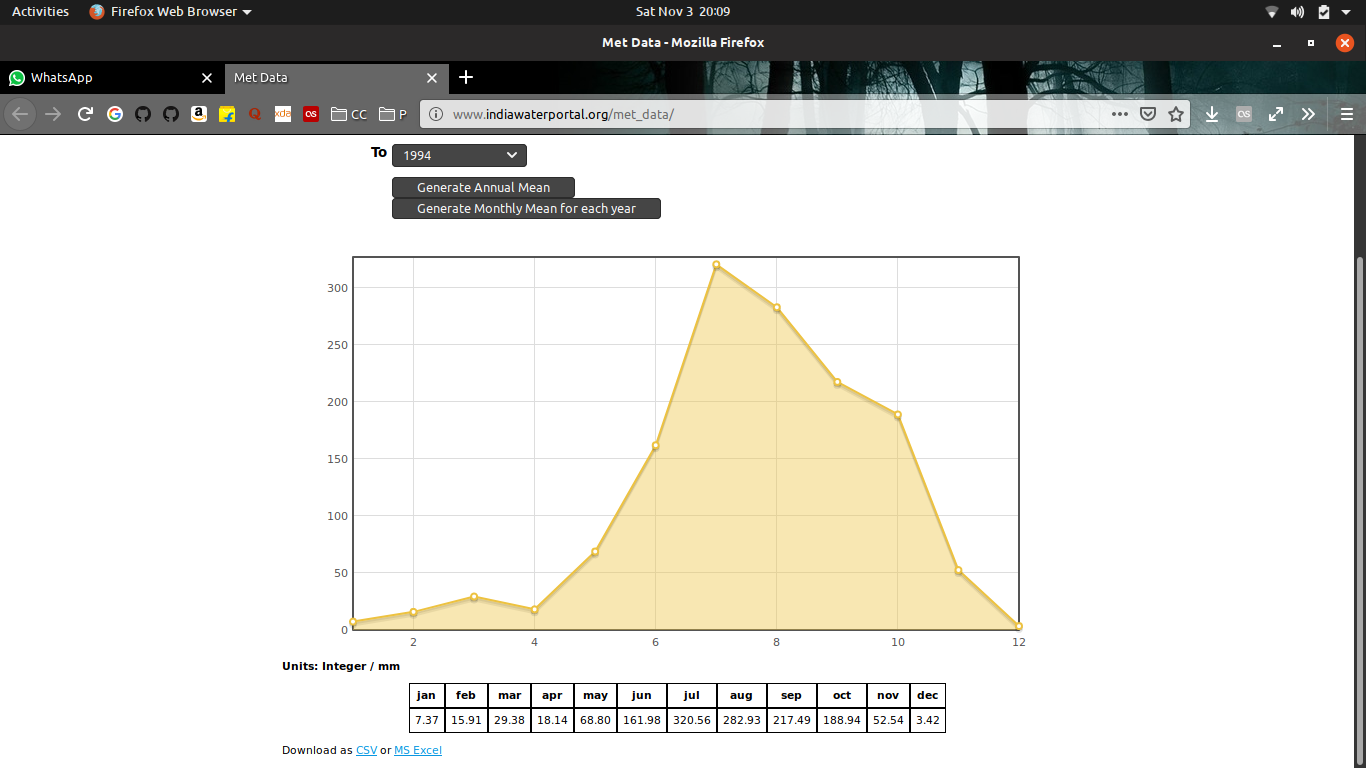 Activities Firefox Web Browser Sat Nov 3 20:09
Met Data - Mozilla Firefox
WhatsApp Met Data
G a Q xda OS CC P www.indiawaterportal.org/met_data/ OS
To 1994
Generate Annual Mean
Generate Monthly Mean for each year
300
250
200
150
100
50
0
2 4 6 8 10 12
Units: Integer / mm
jan feb mar apr may jun jul aug sep oct nov dec
7.37 15.91 29.38 18.14 68.80 161.98 320.56 282.93 217.49 188.94 52.54 3.42
Download as CSV or MS Excel